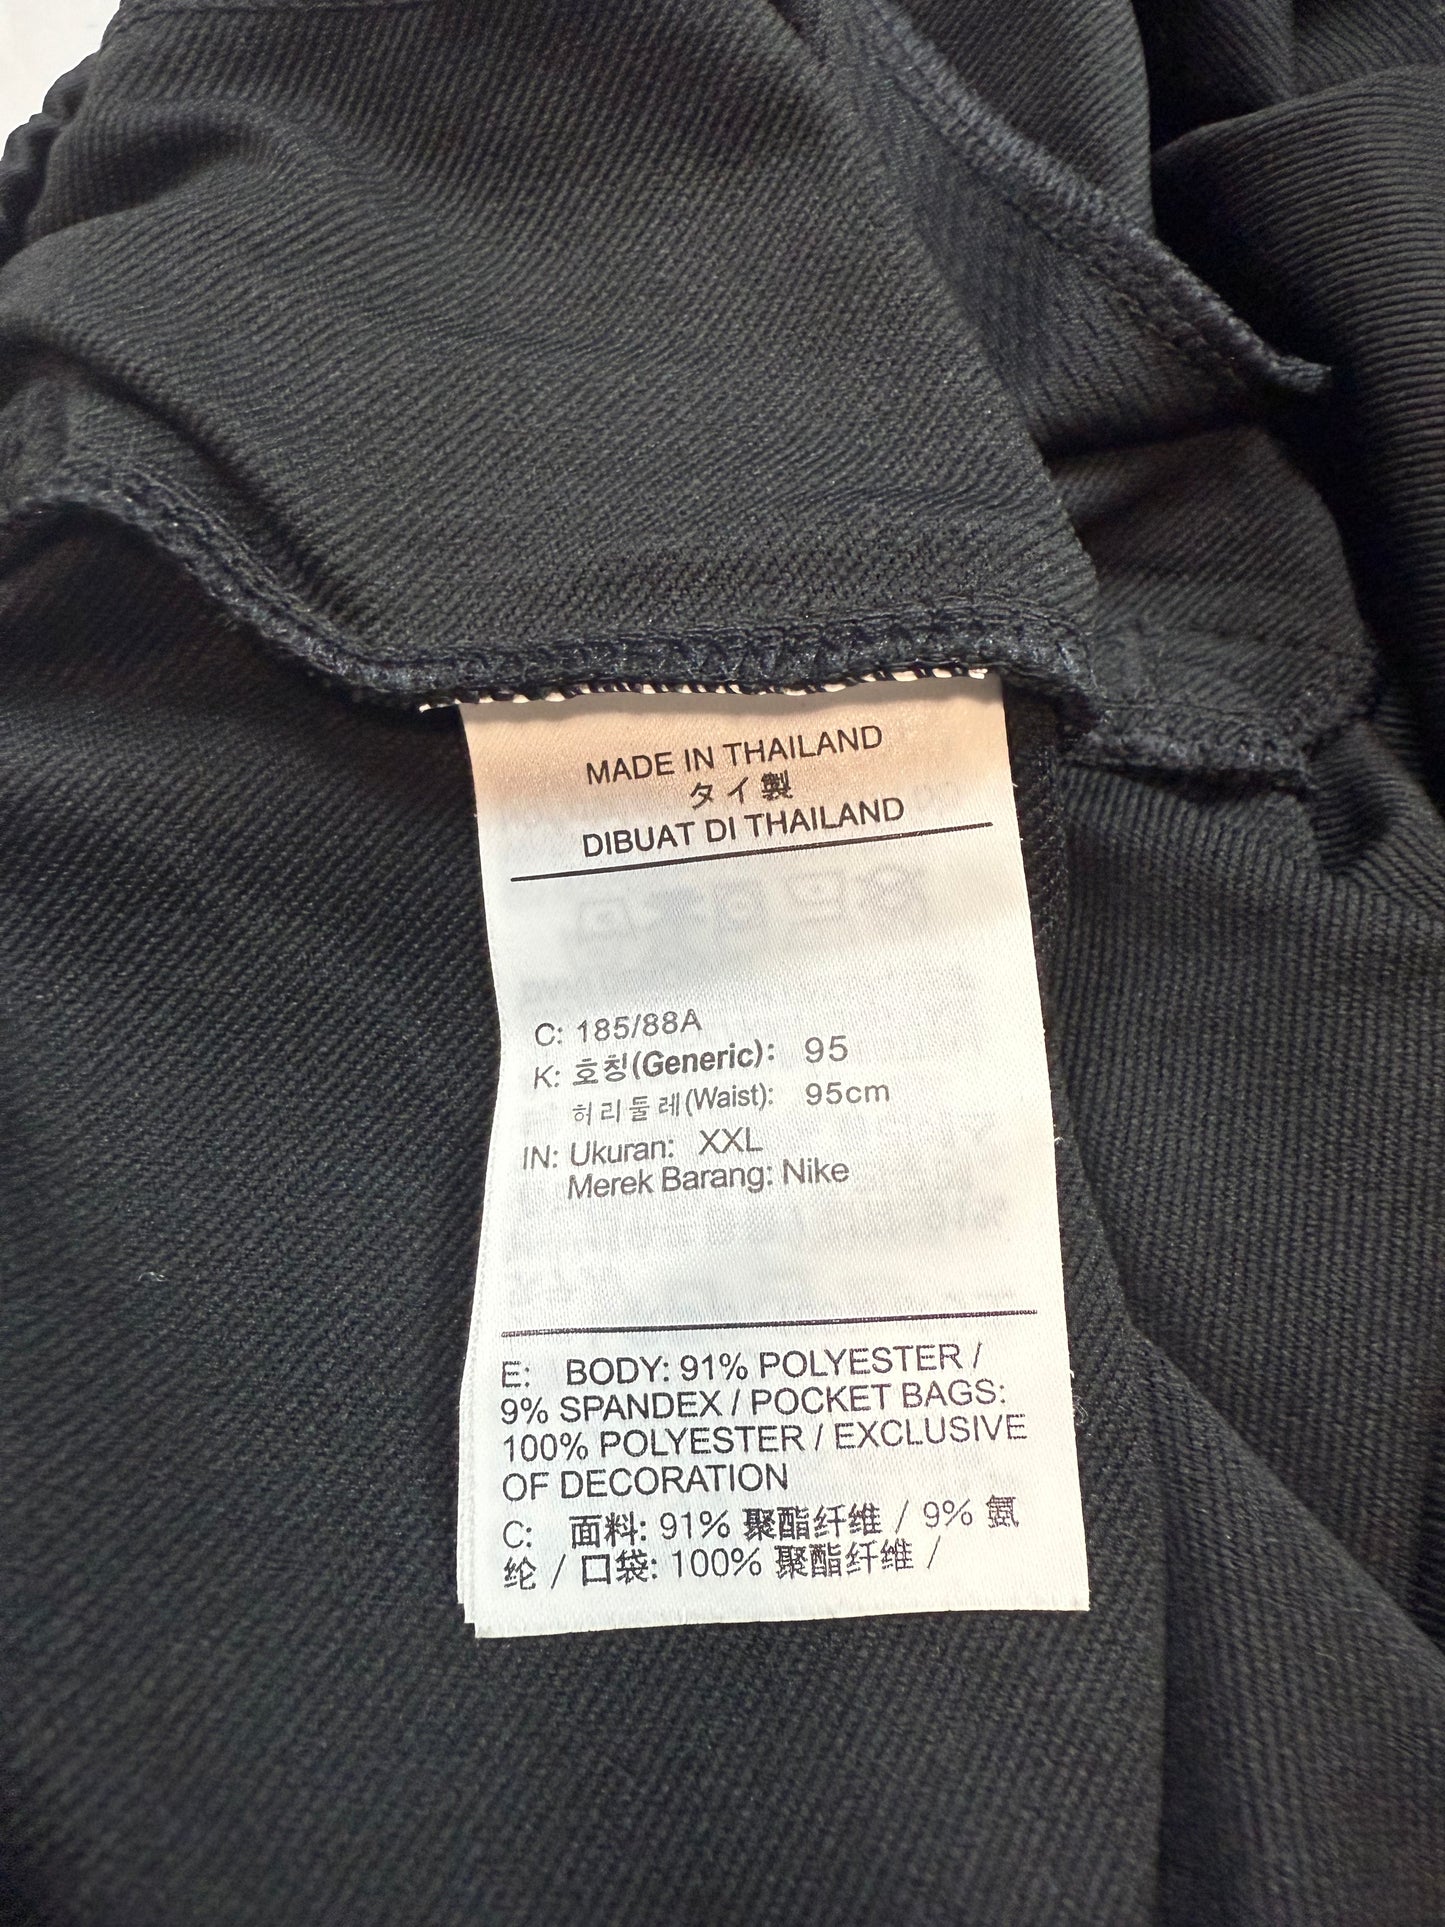 MADE IN THAILAND
タイ製
DIBUAT DI THAILAND
C: 185/88A
K: 호칭(Generic): 95
허리둘레(Waist): 95cm
IN: Ukuran: XXL
Merek Barang: Nike
E: BODY: 91% POLYESTER /
9% SPANDEX / POCKET BAGS:
100% POLYESTER / EXCLUSIVE
OF DECORATION
C: 面料: 91% 聚酯纤维 / 9% 氨
纶 / 口袋: 100% 聚酯纤维 /